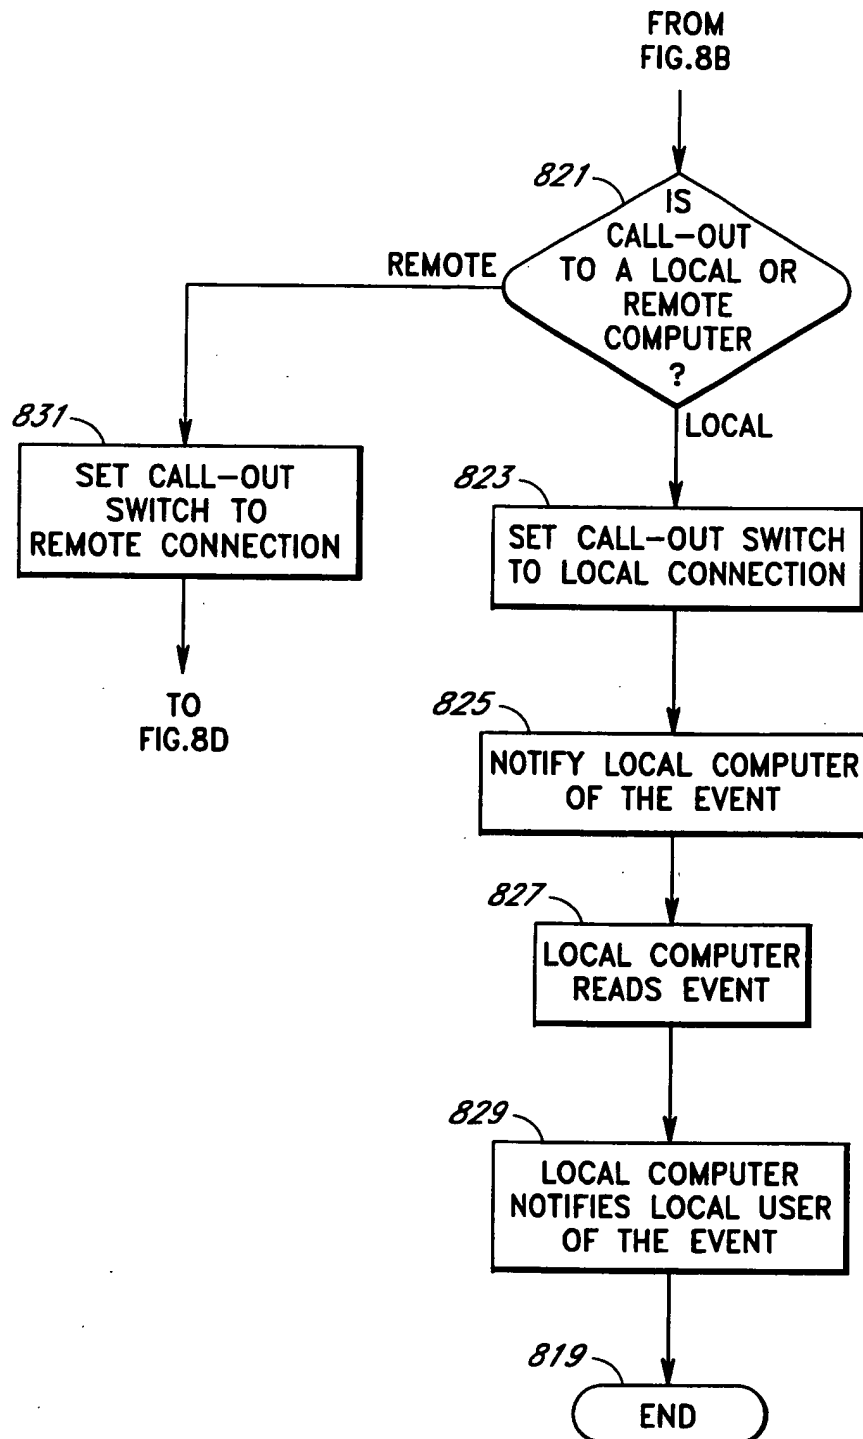 FROM
FIG.8B
821
IS
CALL-OUT
TO A LOCAL OR
REMOTE
COMPUTER
?
REMOTE
LOCAL
831
SET CALL-OUT
SWITCH TO
REMOTE CONNECTION
TO
FIG.8D
823
SET CALL-OUT SWITCH
TO LOCAL CONNECTION
825
NOTIFY LOCAL COMPUTER
OF THE EVENT
827
LOCAL COMPUTER
READS EVENT
829
LOCAL COMPUTER
NOTIFIES LOCAL USER
OF THE EVENT
819
END